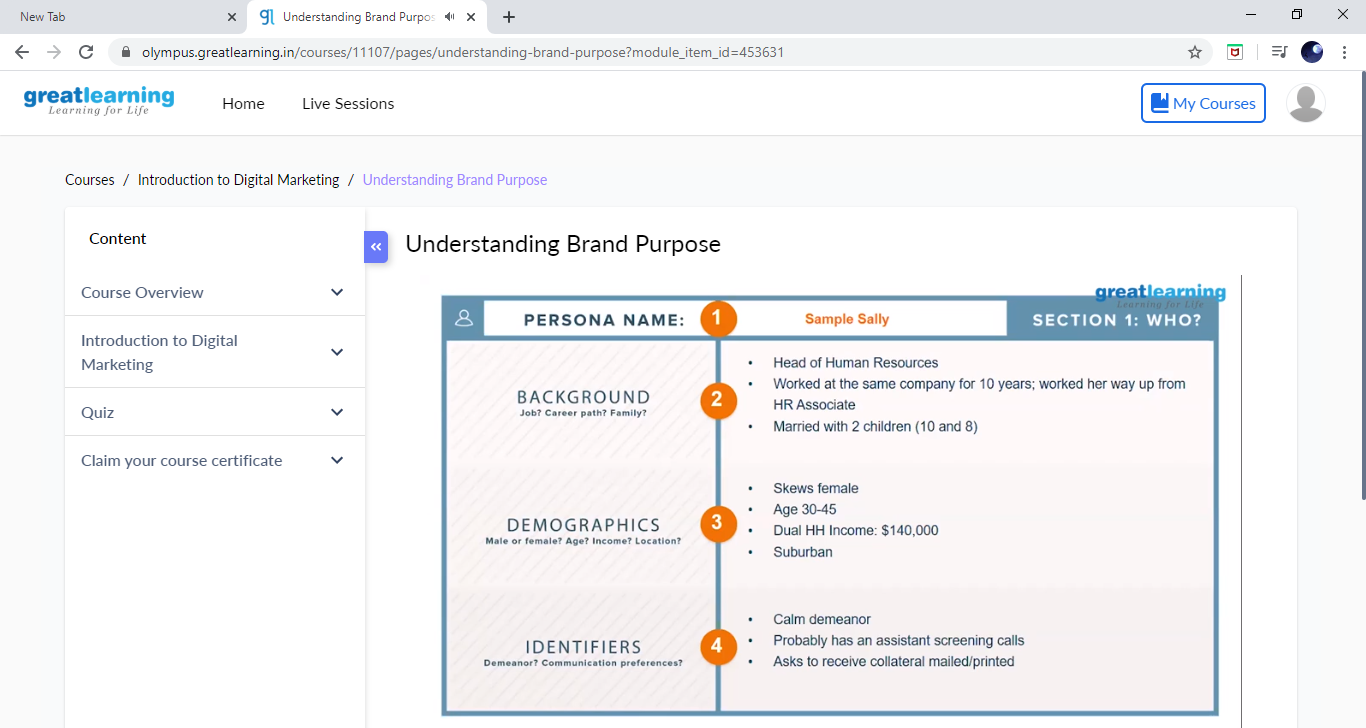 New Tab
Understanding Brand Purpos
olympus.greatlearning.in/courses/11107/pages/understanding-brand-purpose?module_item_id=453631
greatlearning
Learning for Life
Home
Live Sessions
My Courses
Courses / Introduction to Digital Marketing / Understanding Brand Purpose
Content
Course Overview
Introduction to Digital
Marketing
Quiz
Claim your course certificate
«
Understanding Brand Purpose
greatlearning
Learning for Life
PERSONA NAME:
1
Sample Sally
SECTION 1: WHO?
BACKGROUND
Job? Career path? Family?
2
• Head of Human Resources
• Worked at the same company for 10 years; worked her way up from
HR Associate
• Married with 2 children (10 and 8)
DEMOGRAPHICS
Male or female? Age? Income? Location?
3
• Skews female
• Age 30-45
• Dual HH Income: $140,000
• Suburban
IDENTIFIERS
Demeanor? Communication preferences?
4
• Calm demeanor
• Probably has an assistant screening calls
• Asks to receive collateral mailed/printed